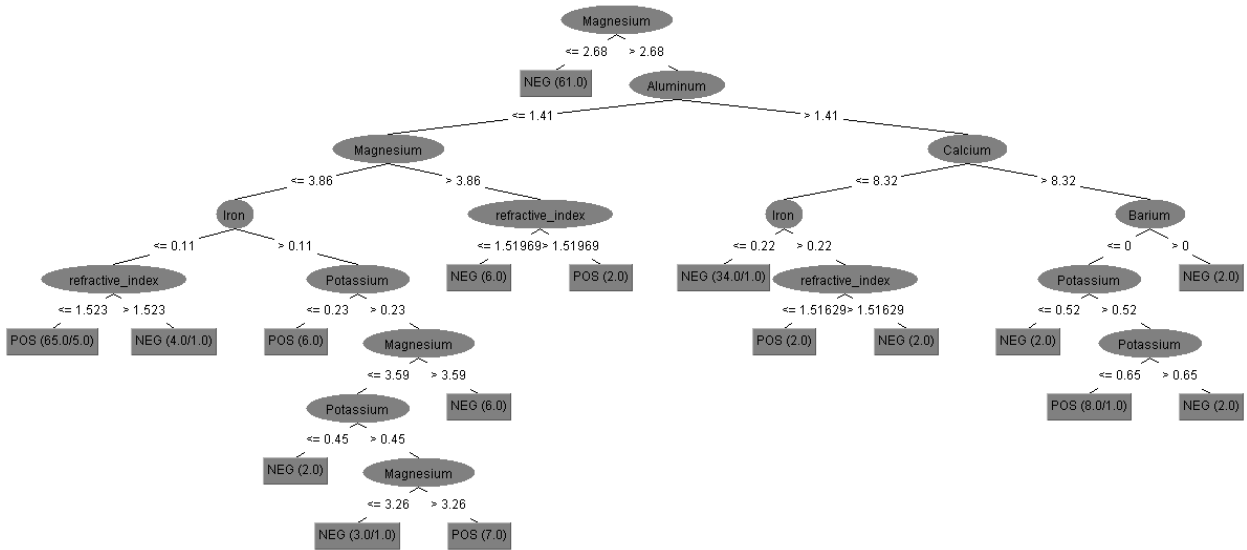 Magnesium
<= 2.68 > 2.68
NEG (61.0) Aluminum
<= 1.41 > 1.41
Magnesium Calcium
<= 3.86 > 3.86 <= 8.32 > 8.32
Iron refractive_index Iron Barium
<= 0.11 > 0.11 <= 1.51969 > 1.51969 <= 0.22 > 0.22 <= 0 > 0
refractive_index Potassium NEG (6.0) POS (2.0) NEG (34.0/1.0) refractive_index Potassium NEG (2.0)
<= 1.523 > 1.523 <= 0.23 > 0.23 <= 1.51629 > 1.51629 <= 0.52 > 0.52
POS (65.0/5.0) NEG (4.0/1.0) POS (6.0) Magnesium POS (2.0) NEG (2.0) NEG (2.0) Potassium
<= 3.59 > 3.59 <= 0.65 > 0.65
Potassium NEG (6.0) POS (8.0/1.0) NEG (2.0)
<= 0.45 > 0.45
NEG (2.0) Magnesium
<= 3.26 > 3.26
NEG (3.0/1.0) POS (7.0)